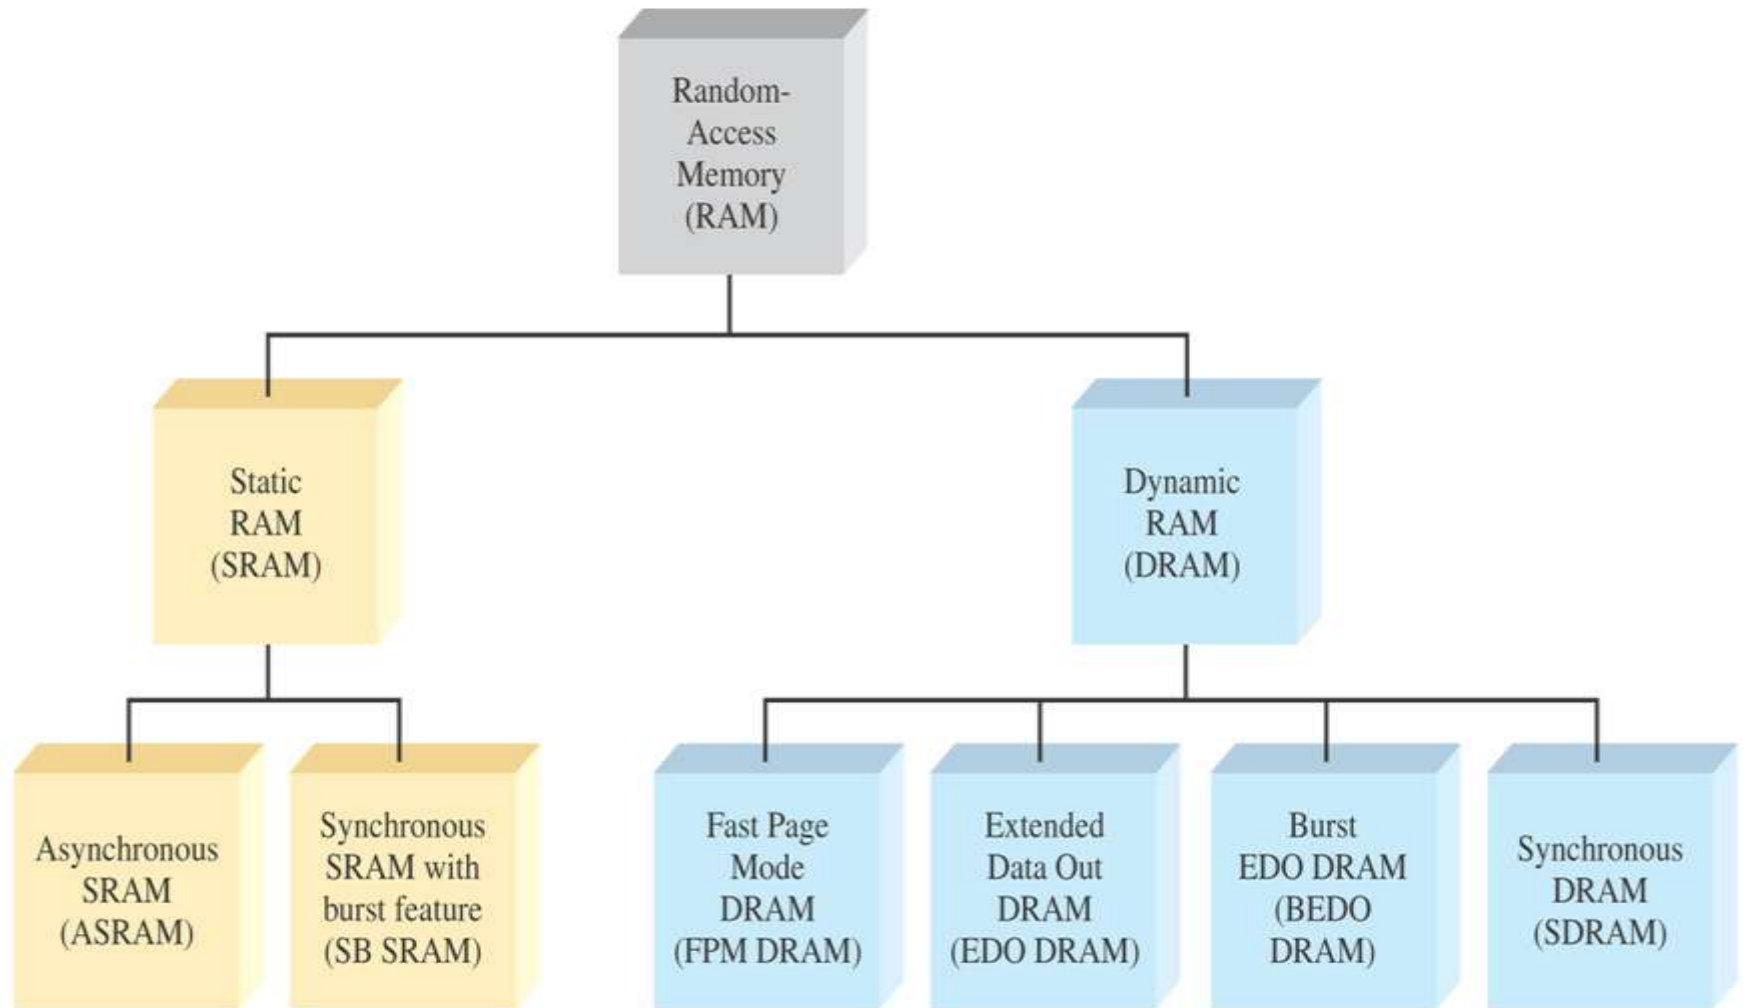 Random-
Access
Memory
(RAM)
Static
RAM
(SRAM)
Dynamic
RAM
(DRAM)
Asynchronous
SRAM
(ASRAM)
Synchronous
SRAM with
burst feature
(SB SRAM)
Fast Page
Mode
DRAM
(FPM DRAM)
Extended
Data Out
DRAM
(EDO DRAM)
Burst
EDO DRAM
(BEDO
DRAM)
Synchronous
DRAM
(SDRAM)